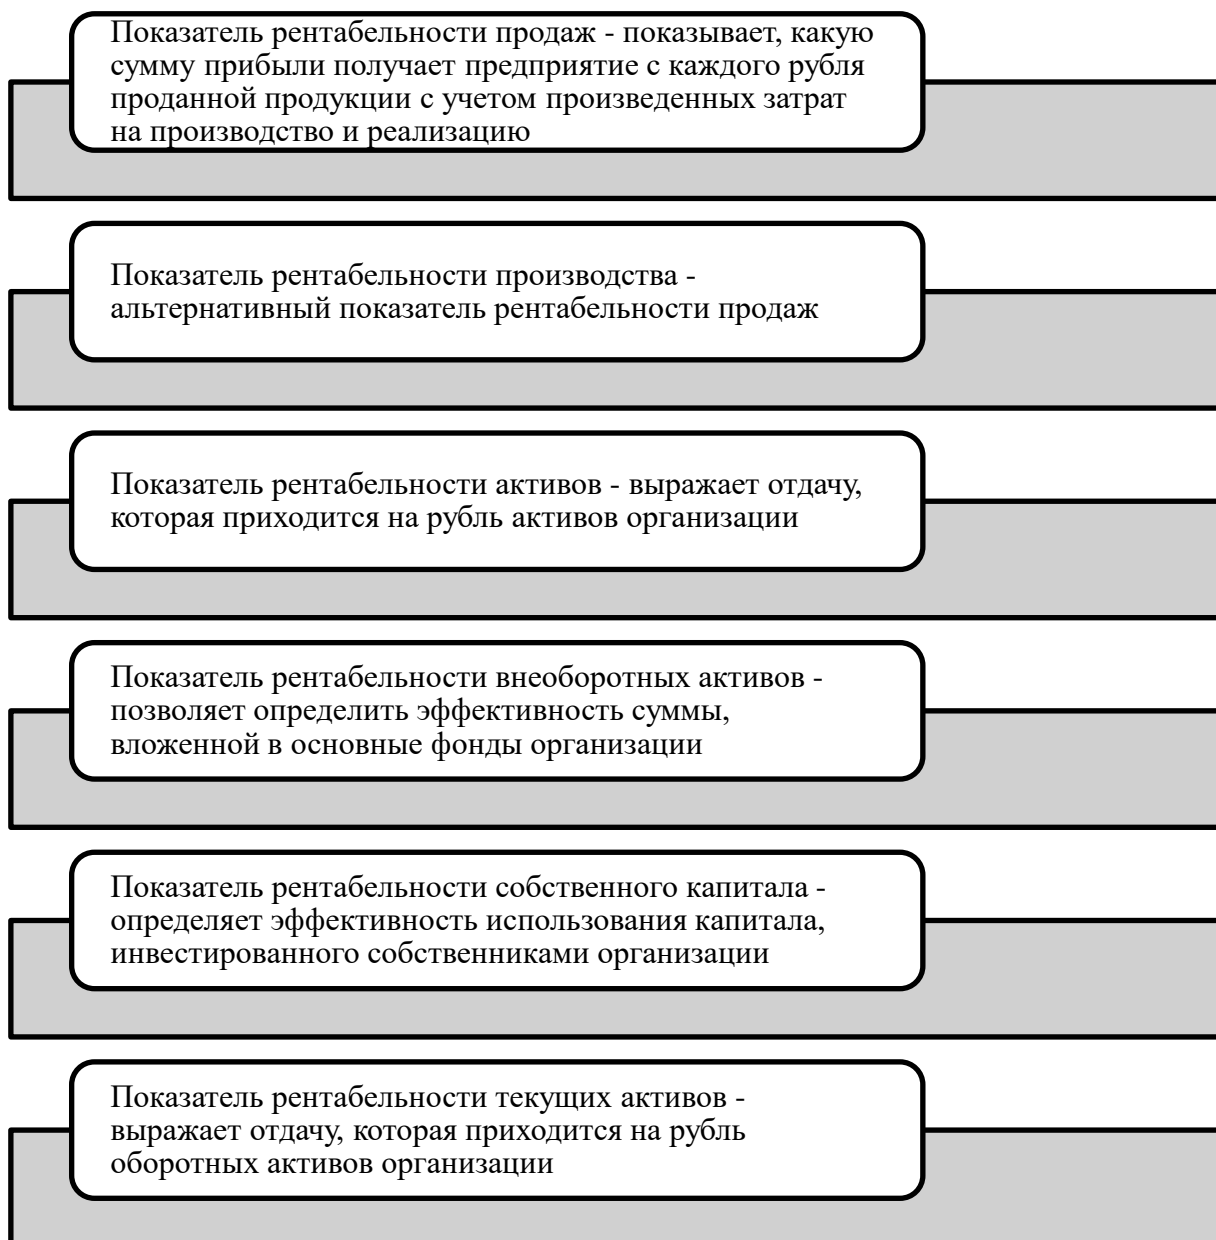 Показатель рентабельности продаж - показывает, какую
сумму прибыли получает предприятие с каждого рубля
проданной продукции с учетом произведенных затрат
на производство и реализацию
Показатель рентабельности производства -
альтернативный показатель рентабельности продаж
Показатель рентабельности активов - выражает отдачу,
которая приходится на рубль активов организации
Показатель рентабельности внеоборотных активов -
позволяет определить эффективность суммы,
вложенной в основные фонды организации
Показатель рентабельности собственного капитала -
определяет эффективность использования капитала,
инвестированного собственниками организации
Показатель рентабельности текущих активов -
выражает отдачу, которая приходится на рубль
оборотных активов организации